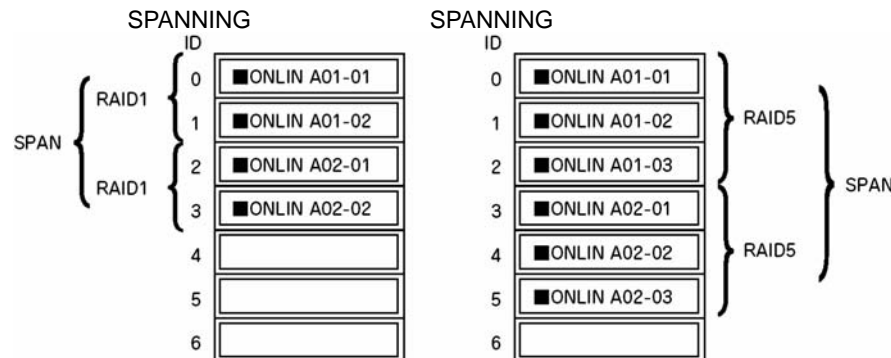 SPANNING
ID
0 ■ONLIN A01-01
1 ■ONLIN A01-02
2 ■ONLIN A02-01
3 ■ONLIN A02-02
4
5
6
RAID1
RAID1
SPAN
SPANNING
ID
0 ■ONLIN A01-01
1 ■ONLIN A01-02
2 ■ONLIN A01-03
3 ■ONLIN A02-01
4 ■ONLIN A02-02
5 ■ONLIN A02-03
6
RAID5
RAID5
SPAN